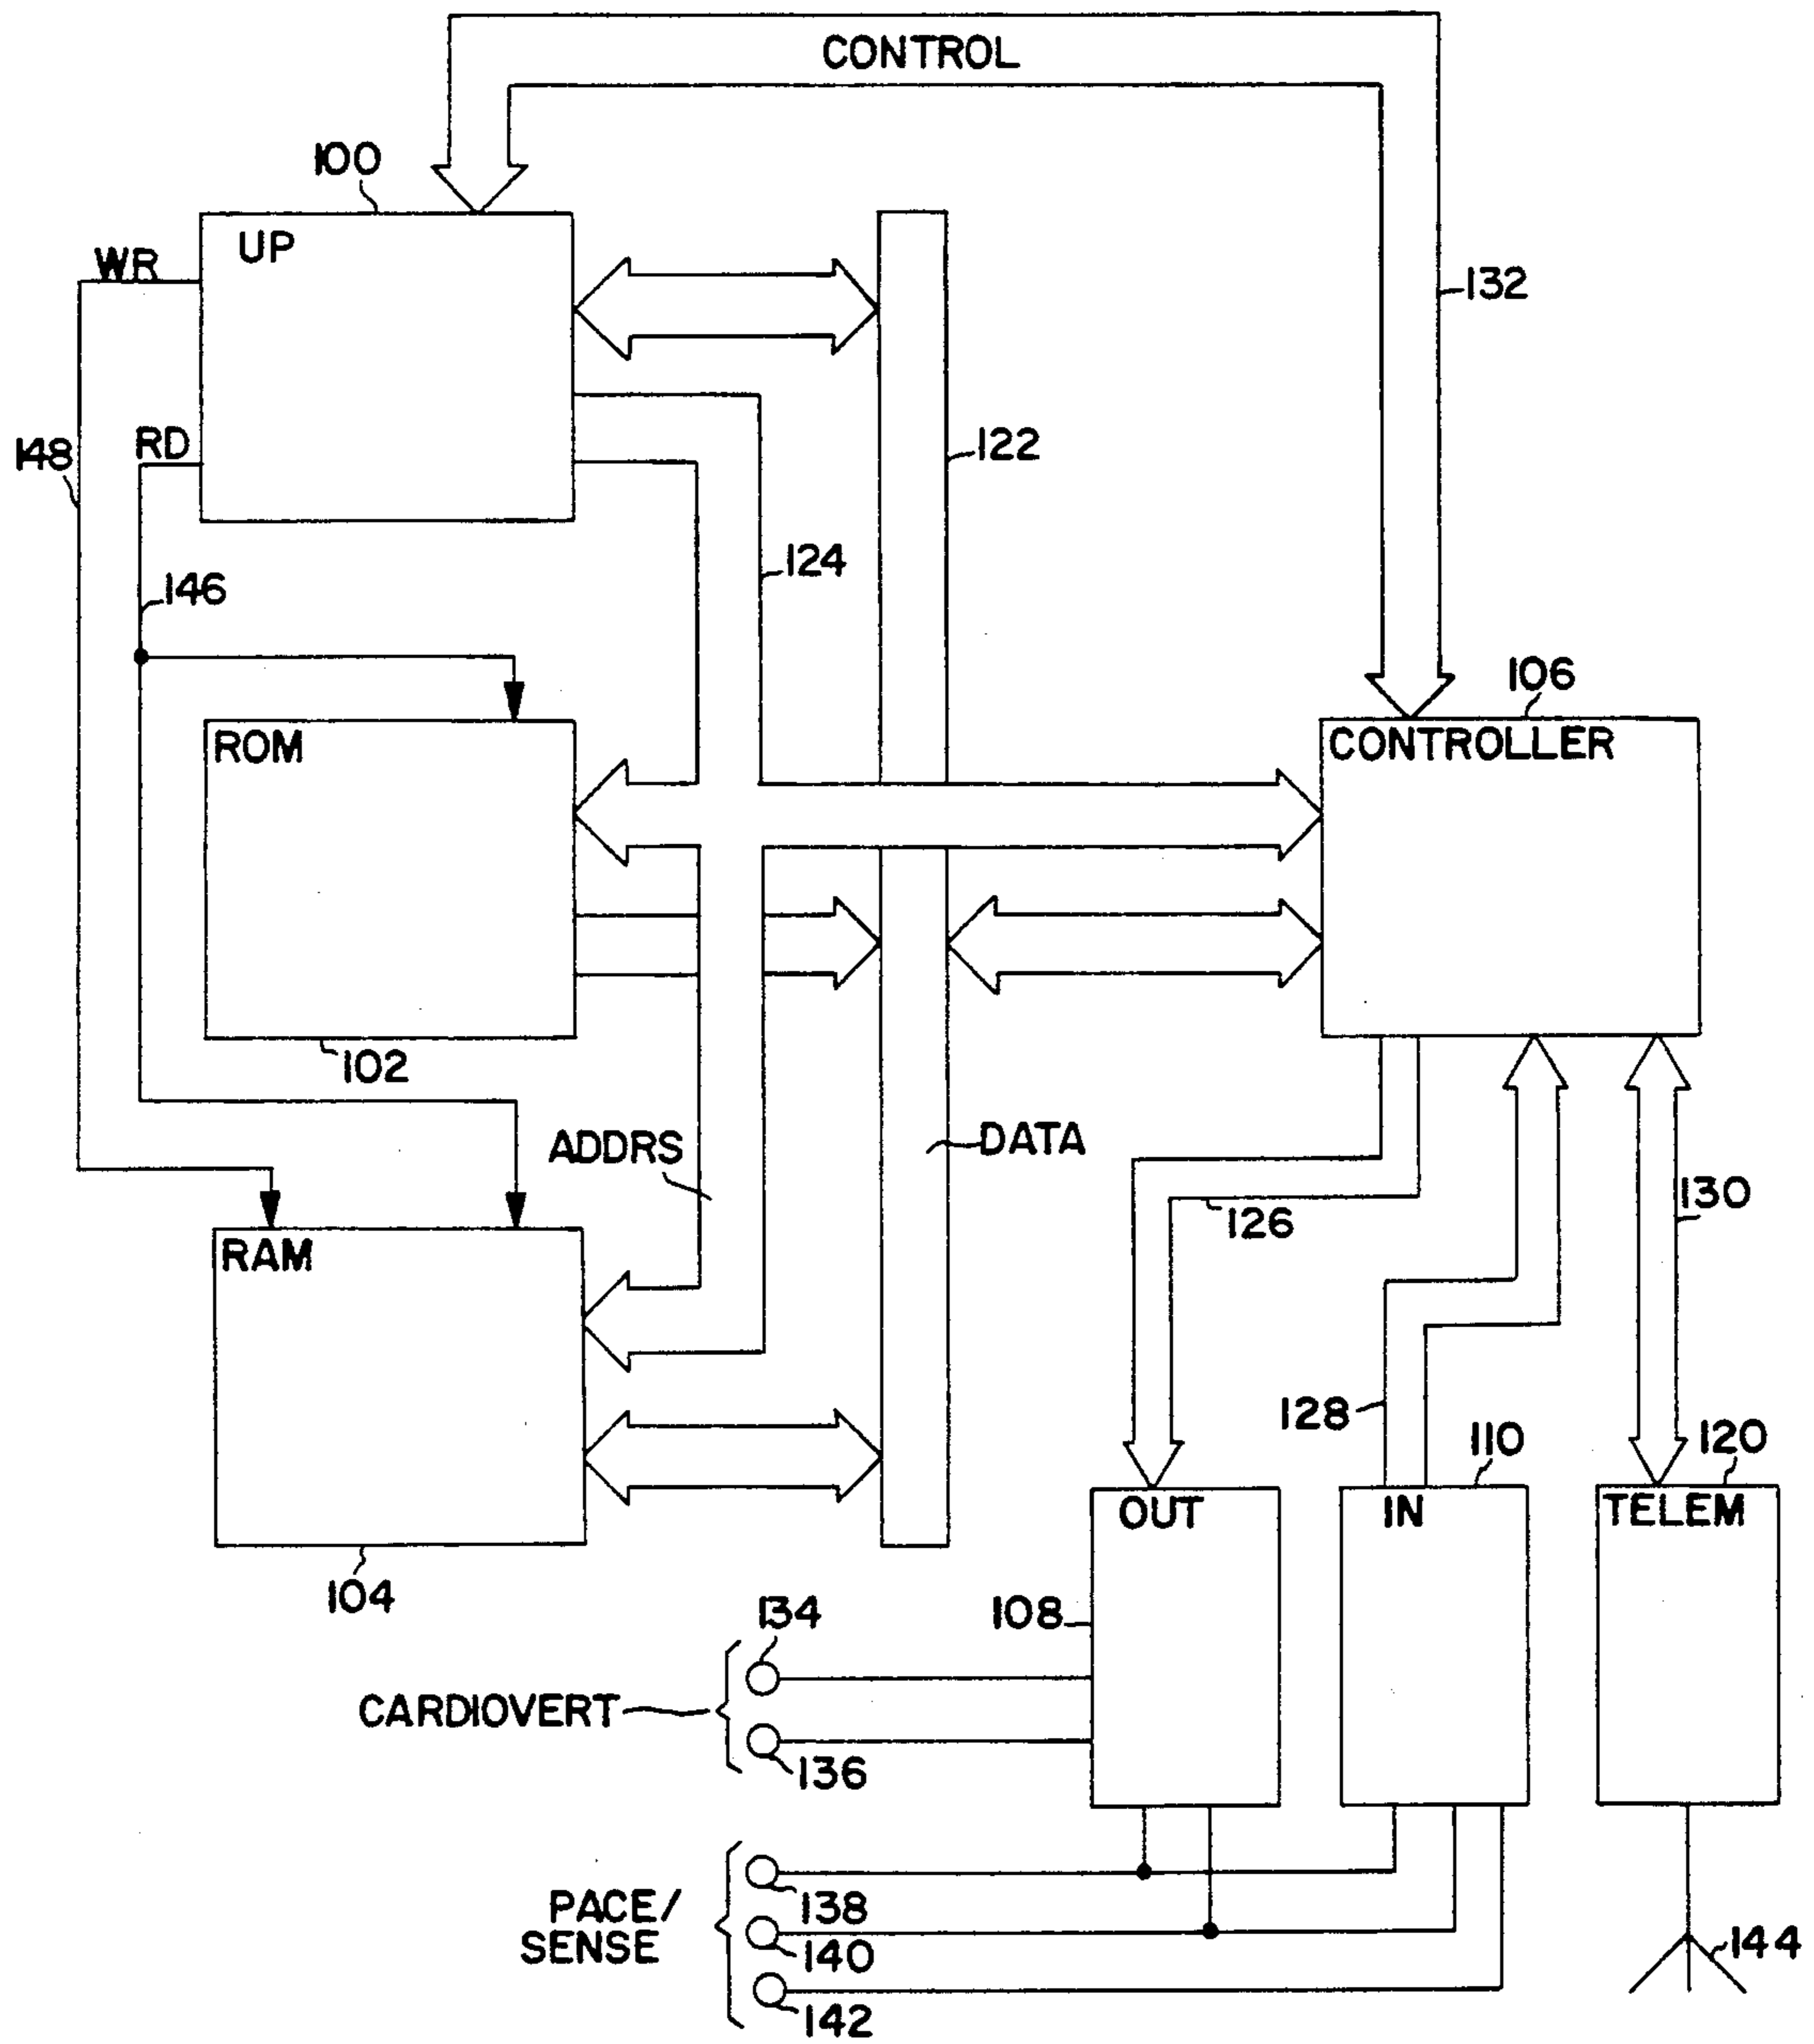 CONTROL
100
UP
WR
132
RD
148
122
124
146
106
ROM
CONTROLLER
102
ADDRS
DATA
130
126
RAM
128
110
120
OUT
IN
TELEM
104
134
108
CARDIOVERT
136
138
PACE/
SENSE
140
144
142